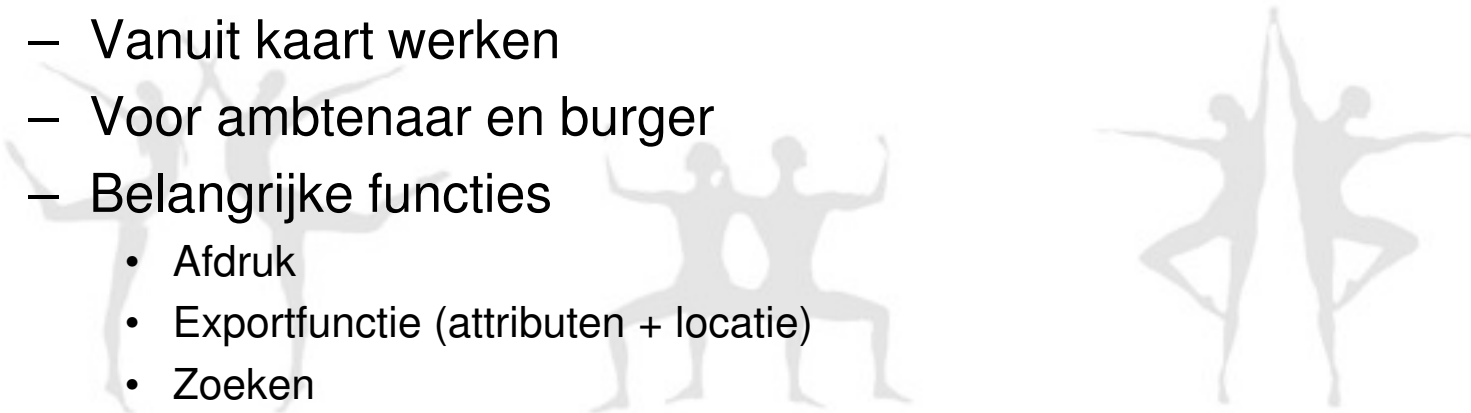 – Vanuit kaart werken
– Voor ambtenaar en burger
– Belangrijke functies
• Afdruk
• Exportfunctie (attributen + locatie)
• Zoeken